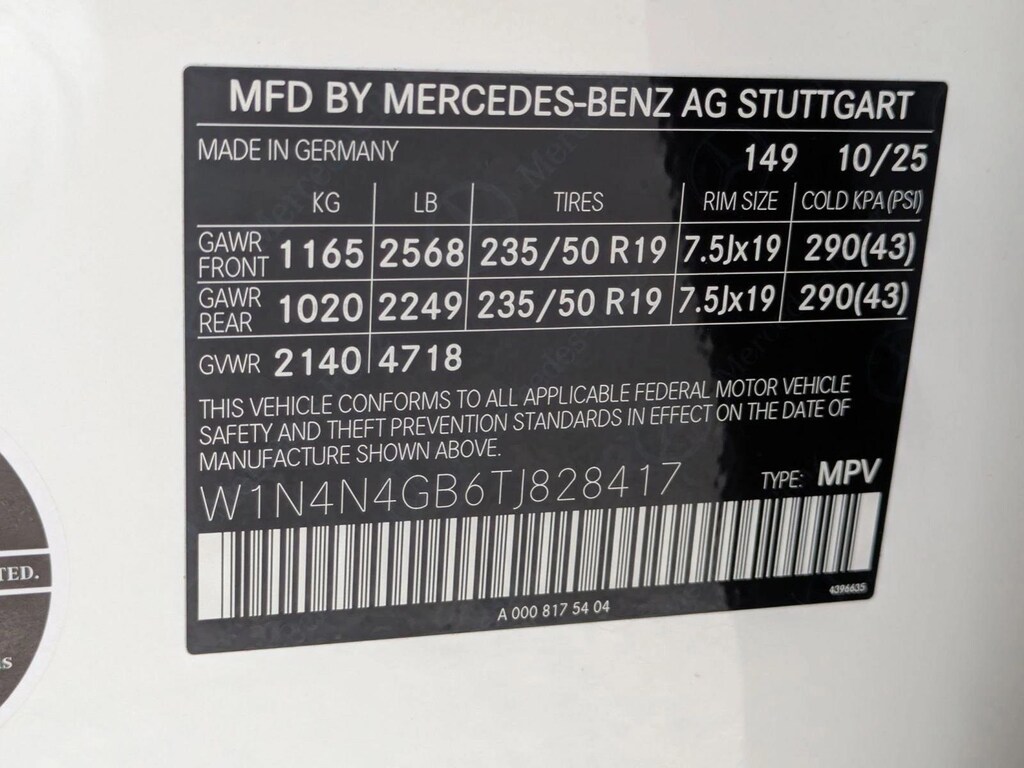 MFD BY MERCEDES-BENZ AG STUTTGART
MADE IN GERMANY 149 10/25
KG LB TIRES RIM SIZE COLD KPA (PSI)
GAWR FRONT 1165 2568 235/50 R19 7.5Jx19 290(43)
GAWR REAR 1020 2249 235/50 R19 7.5Jx19 290(43)
GVWR 2140 4718
THIS VEHICLE CONFORMS TO ALL APPLICABLE FEDERAL MOTOR VEHICLE
SAFETY AND THEFT PREVENTION STANDARDS IN EFFECT ON THE DATE OF
MANUFACTURE SHOWN ABOVE.
W1N4N4GB6TJ828417 TYPE: MPV
A 000 817 54 04
4396635
TED.